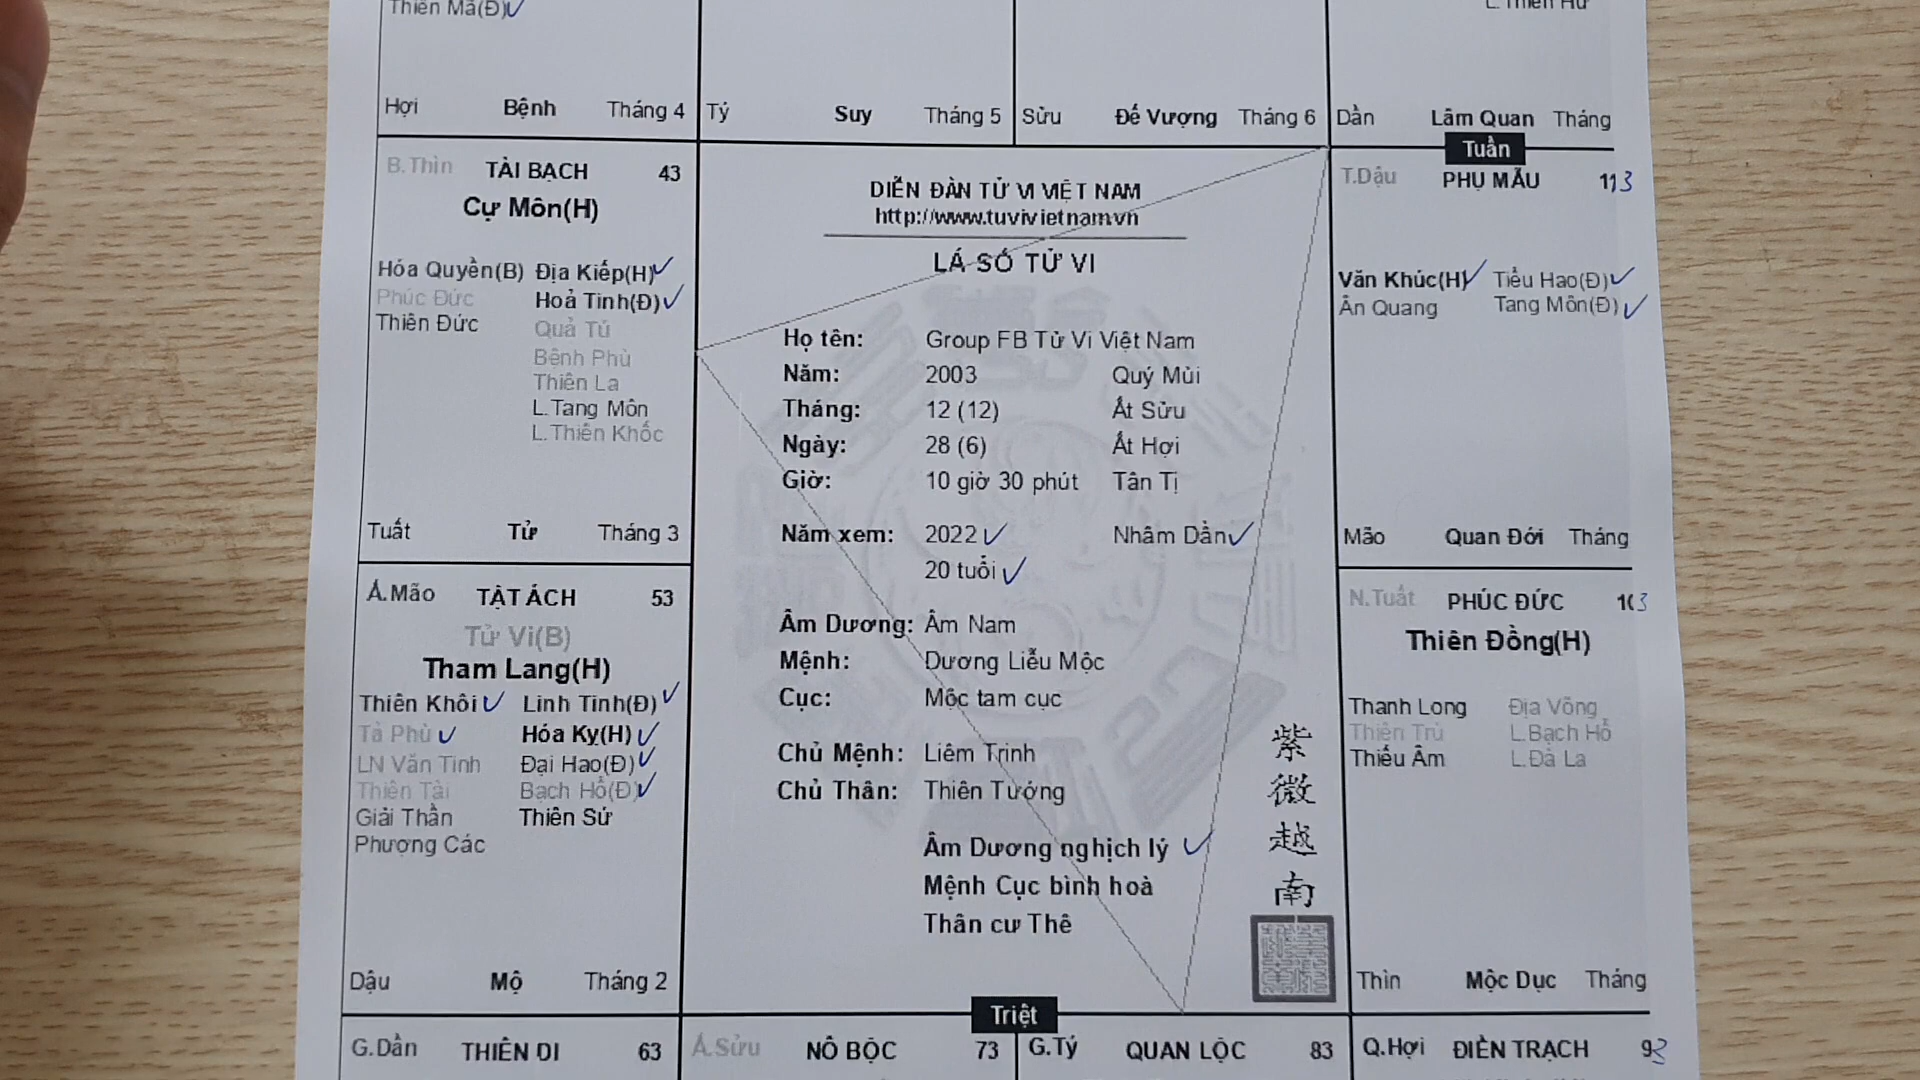 Thiên Mã(Đ)
L.Thiên Hư
Hợi Bệnh Tháng 4
Tý Suy Tháng 5
Sửu Đế Vượng Tháng 6
Dần Lâm Quan Tháng
Tuần
B.Thìn TÀI BẠCH 43
Cự Môn(H)
Hóa Quyền(B) Địa Kiếp(H)
Phúc Đức Hoả Tinh(Đ)
Thiên Đức Quả Tú
Bệnh Phù
Thiên La
L.Tang Môn
L.Thiên Khốc
Tuất Tử Tháng 3
DIỄN ĐÀN TỬ VI VIỆT NAM
http://www.tuvivietnam.vn
LÁ SỐ TỬ VI
Họ tên: Group FB Tử Vi Việt Nam
Năm: 2003 Quý Mùi
Tháng: 12 (12) Ất Sửu
Ngày: 28 (6) Ất Hợi
Giờ: 10 giờ 30 phút Tân Tị
Năm xem: 2022 Nhâm Dần
20 tuổi
Âm Dương: Âm Nam
Mệnh: Dương Liễu Mộc
Cục: Mộc tam cục
Chủ Mệnh: Liêm Trinh
Chủ Thân: Thiên Tướng
Âm Dương nghịch lý
Mệnh Cục bình hoà
Thân cư Thê
紫
微
越
南
T.Dậu PHỤ MẪU 113
Văn Khúc(H) Tiểu Hao(Đ)
Ân Quang Tang Môn(Đ)
Mão Quan Đới Tháng
Á.Mão TẬT ÁCH 53
Tử Vi(B)
Tham Lang(H)
Thiên Khôi Linh Tinh(Đ)
Tả Phù Hóa Kỵ(H)
LN Văn Tinh Đại Hao(Đ)
Thiên Tài Bạch Hổ(Đ)
Giải Thần Thiên Sứ
Phượng Các
Dậu Mộ Tháng 2
N.Tuất PHÚC ĐỨC 103
Thiên Đồng(H)
Thanh Long Địa Võng
Thiên Trù L.Bạch Hổ
Thiếu Âm L.Đà La
Thìn Mộc Dục Tháng
Triệt
G.Dần THIÊN DI 63
Á.Sửu NÔ BỘC 73
G.Tý QUAN LỘC 83
Q.Hợi ĐIỀN TRẠCH 93